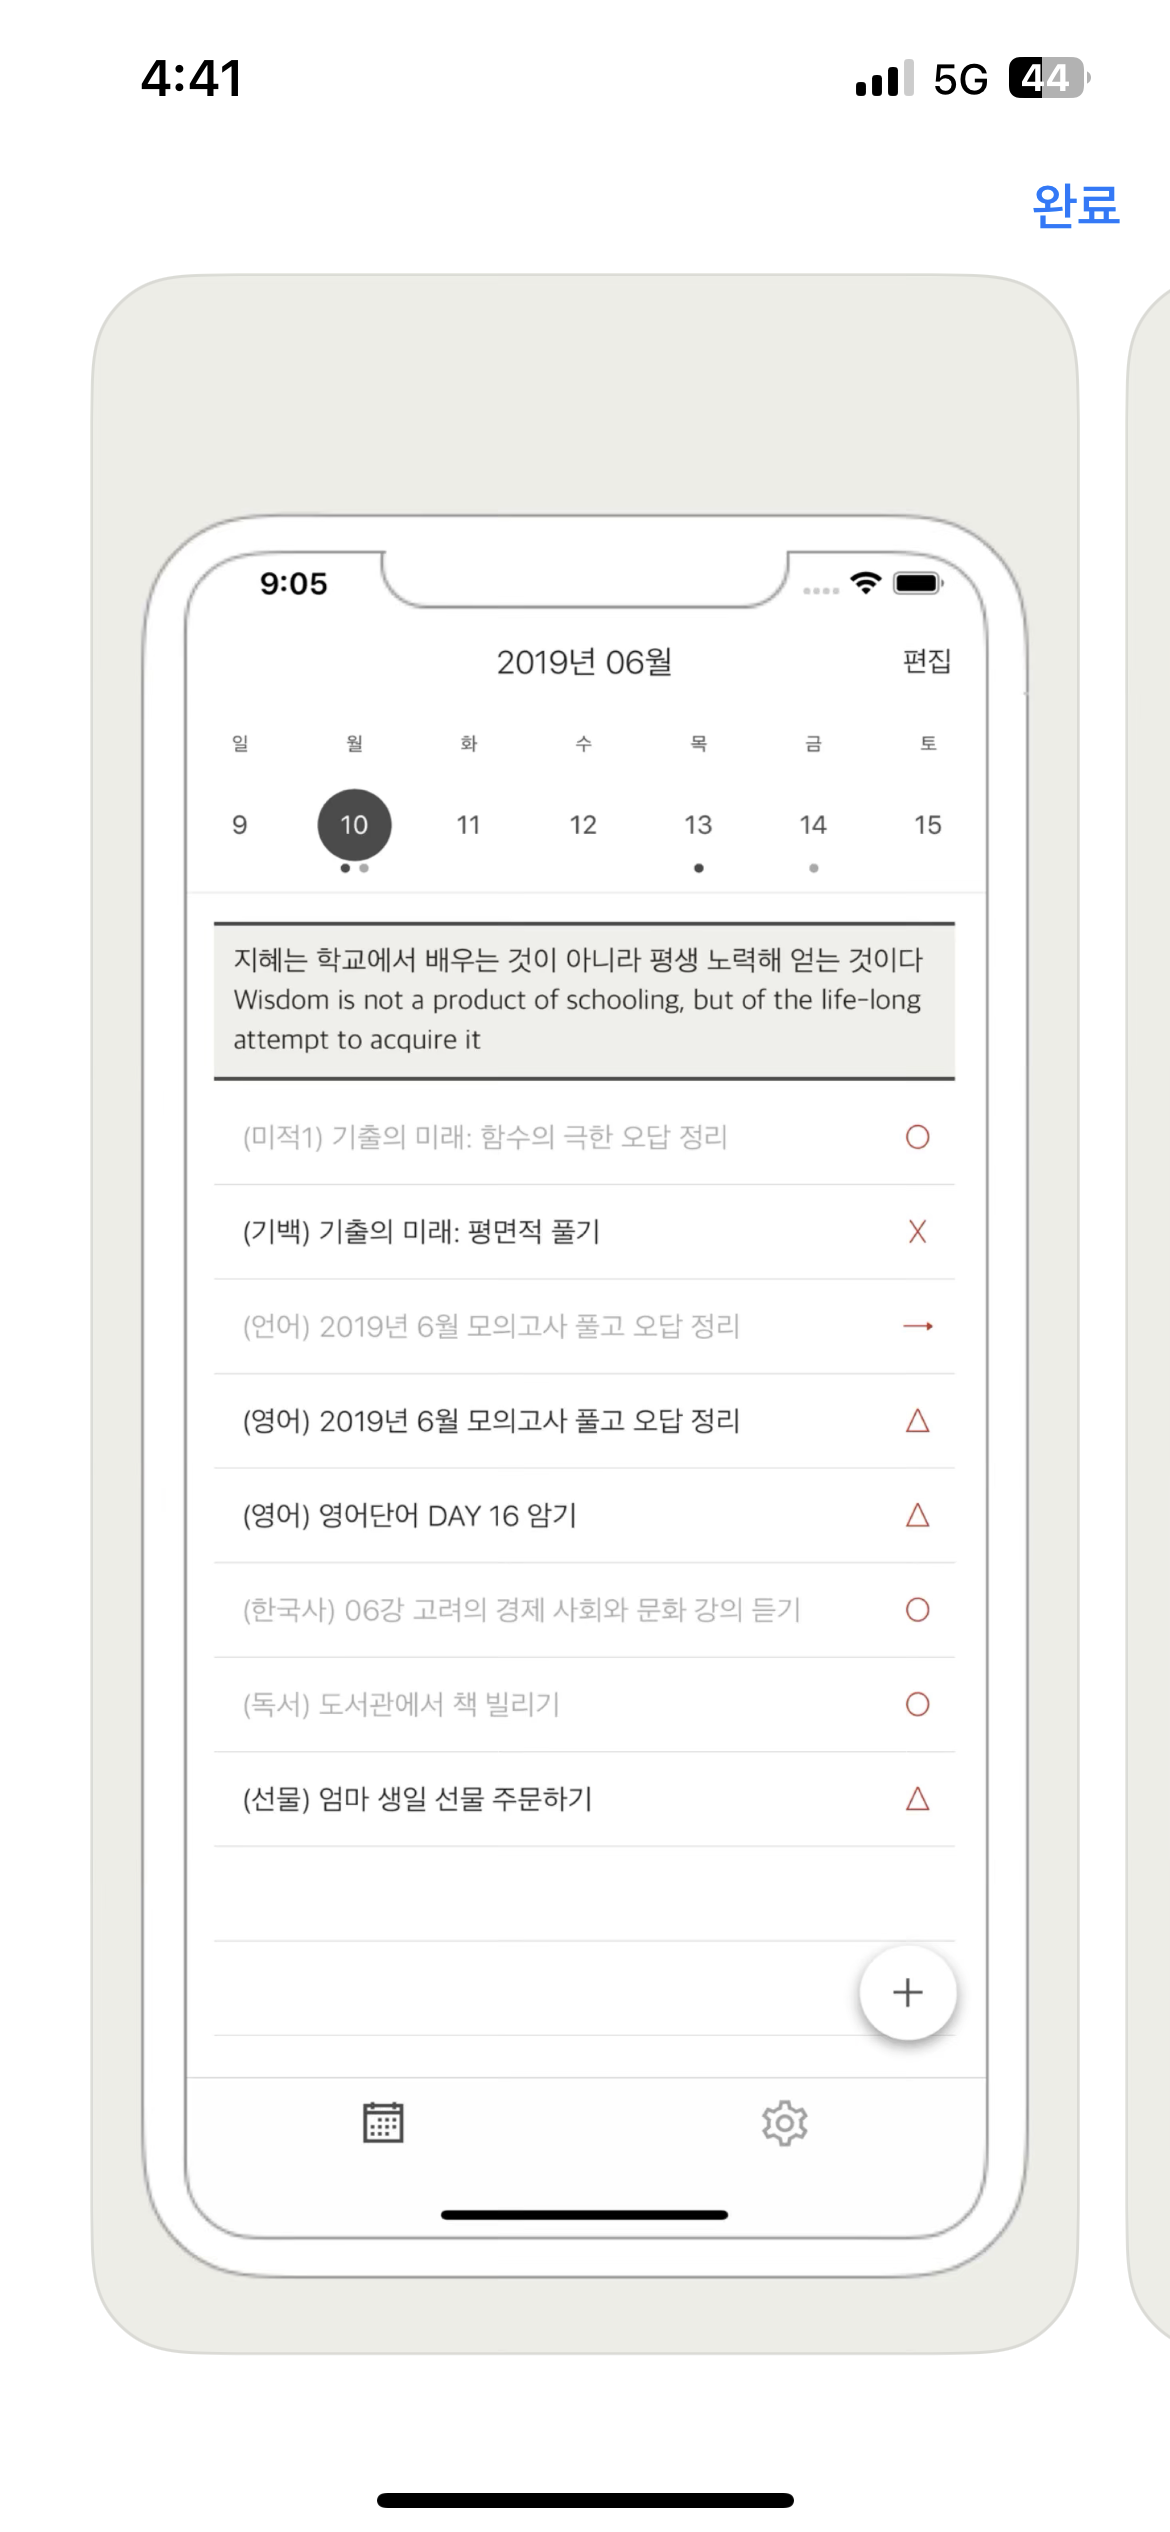 4:41
5G
44
완료
9:05
2019년 06월
편집
일 월 화 수 목 금 토
9 10 11 12 13 14 15
지혜는 학교에서 배우는 것이 아니라 평생 노력해 얻는 것이다
Wisdom is not a product of schooling, but of the life-long
attempt to acquire it
(미적1) 기출의 미래: 함수의 극한 오답 정리
(기백) 기출의 미래: 평면적 풀기
X
(언어) 2019년 6월 모의고사 풀고 오답 정리
(영어) 2019년 6월 모의고사 풀고 오답 정리
(영어) 영어단어 DAY 16 암기
(한국사) 06강 고려의 경제 사회와 문화 강의 듣기
(독서) 도서관에서 책 빌리기
(선물) 엄마 생일 선물 주문하기